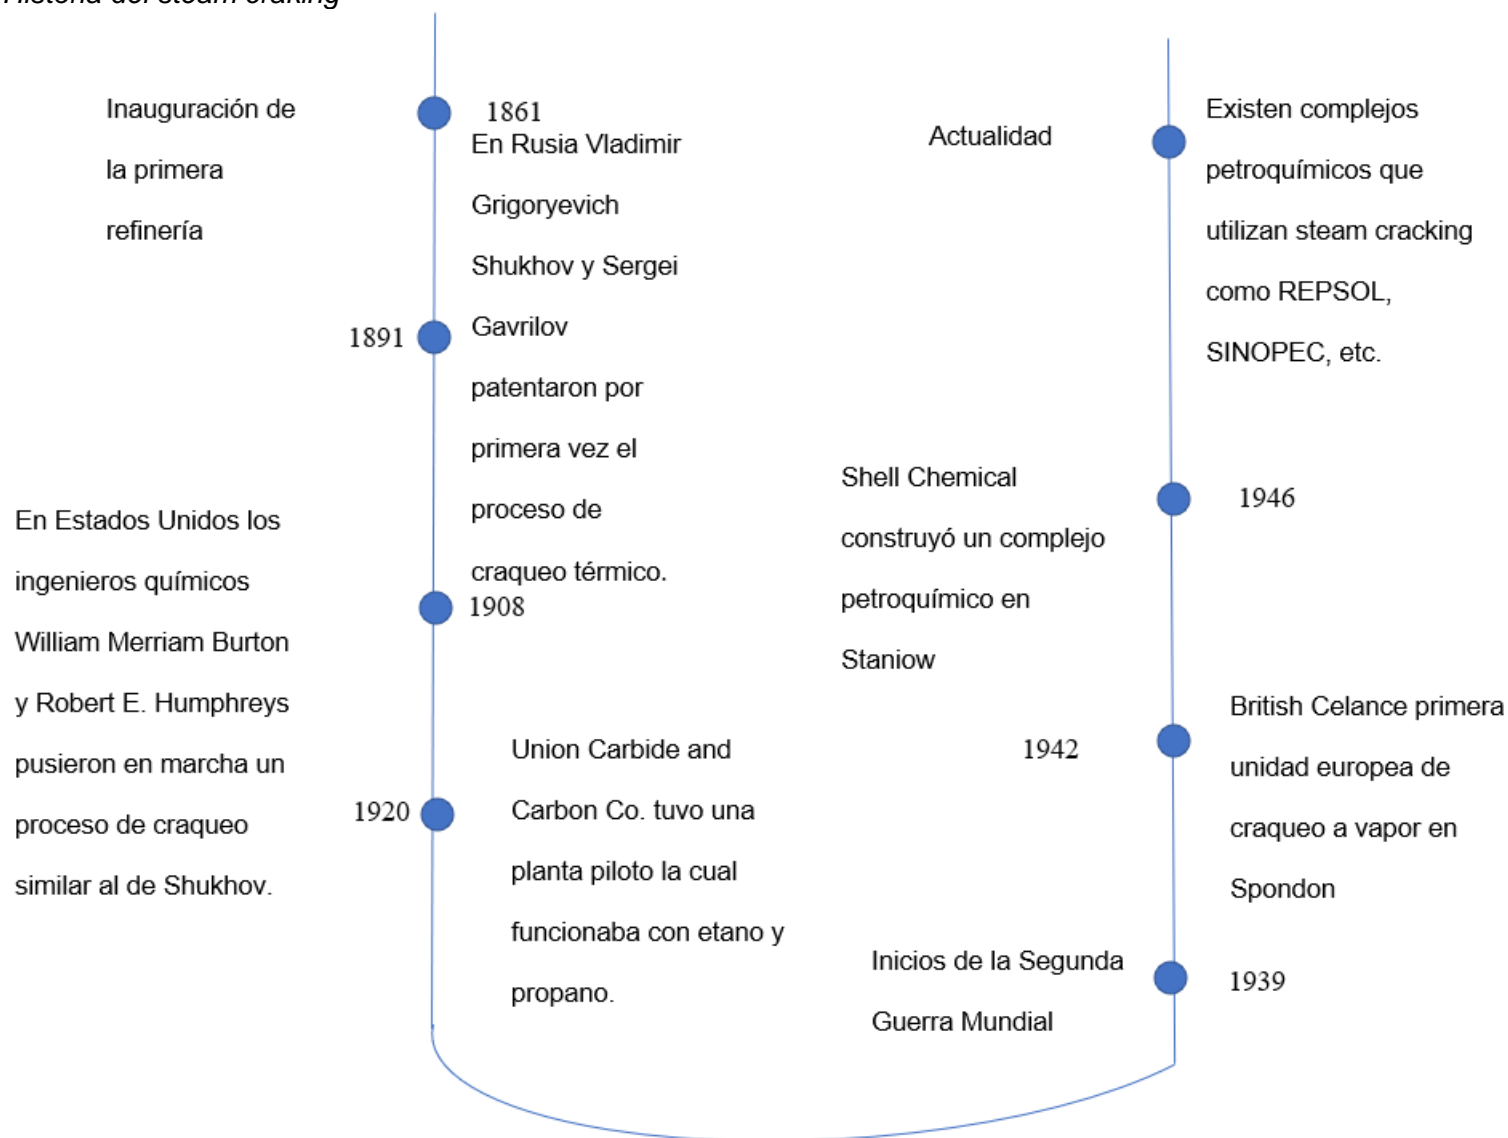 Historia del steam craking
Inauguración de
la primera
refinería
1861
En Rusia Vladimir
Grigoryevich
Shukhov y Sergei
Gavrilov
patentaron por
primera vez el
proceso de
craqueo térmico.
1891
En Estados Unidos los
ingenieros químicos
William Merriam Burton
y Robert E. Humphreys
pusieron en marcha un
proceso de craqueo
similar al de Shukhov.
1908
1920
Union Carbide and
Carbon Co. tuvo una
planta piloto la cual
funcionaba con etano y
propano.
Inicios de la Segunda
Guerra Mundial
1939
1942
British Celance primera
unidad europea de
craqueo a vapor en
Spondon
Shell Chemical
construyó un complejo
petroquímico en
Staniow
1946
Actualidad
Existen complejos
petroquímicos que
utilizan steam cracking
como REPSOL,
SINOPEC, etc.